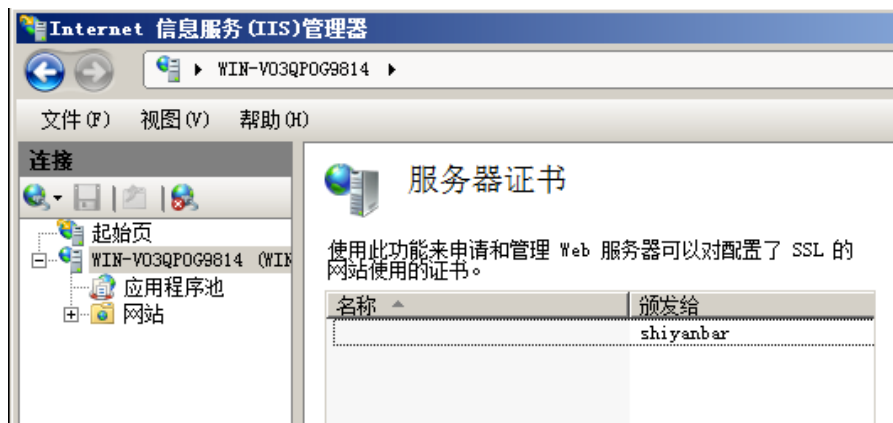 Internet 信息服务(IIS)管理器
WIN-VO3QPOG9814
文件(F) 视图(V) 帮助(H)
连接
服务器证书
起始页
WIN-VO3QPOG9814 (WIN
应用程序池
网站
使用此功能来申请和管理 Web 服务器可以对配置了 SSL 的
网站使用的证书。
名称 颁发给
shiyanbar